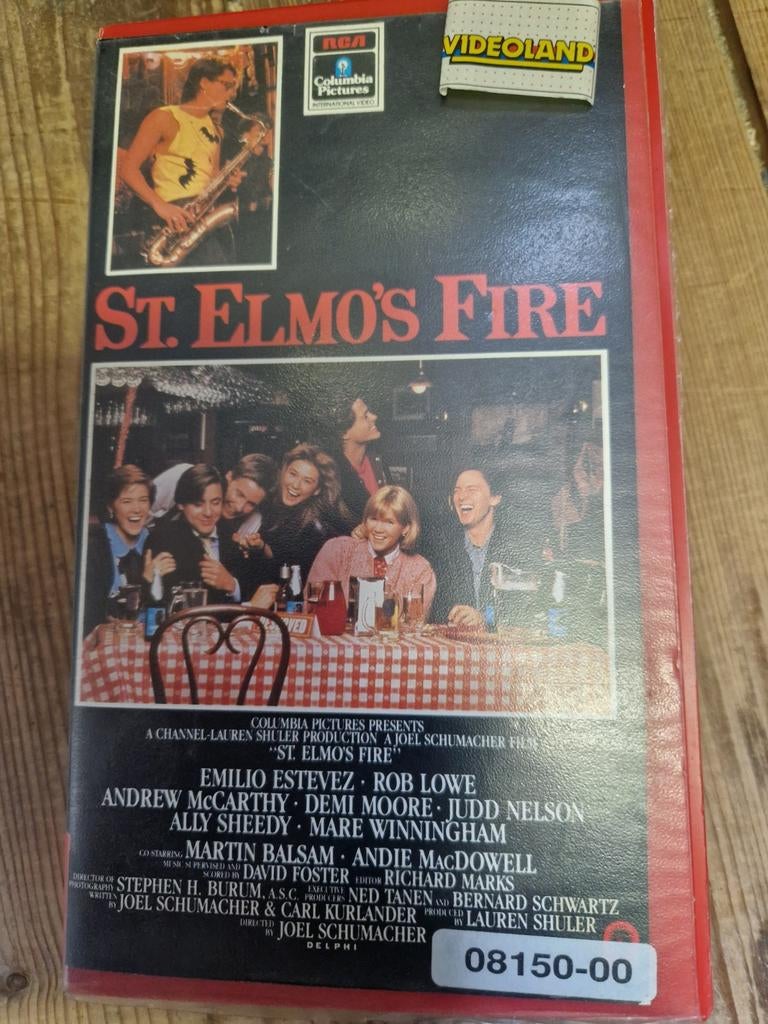 RCA
Columbia
Pictures
INTERNATIONAL VIDEO
VIDEOLAND
ST. ELMO'S FIRE
COLUMBIA PICTURES PRESENTS
A CHANNEL-LAUREN SHULER PRODUCTION A JOEL SCHUMACHER FILM
"ST. ELMO'S FIRE"
EMILIO ESTEVEZ · ROB LOWE
ANDREW McCARTHY · DEMI MOORE · JUDD NELSON
ALLY SHEEDY · MARE WINNINGHAM
CO-STARRING MARTIN BALSAM · ANDIE MacDOWELL
MUSIC SUPERVISED AND SCORED BY DAVID FOSTER EDITOR RICHARD MARKS
DIRECTOR OF PHOTOGRAPHY STEPHEN H. BURUM, A.S.C. EXECUTIVE PRODUCERS NED TANEN AND BERNARD SCHWARTZ
WRITTEN BY JOEL SCHUMACHER & CARL KURLANDER PRODUCED BY LAUREN SHULER
DIRECTED BY JOEL SCHUMACHER
DELPHI
08150-00